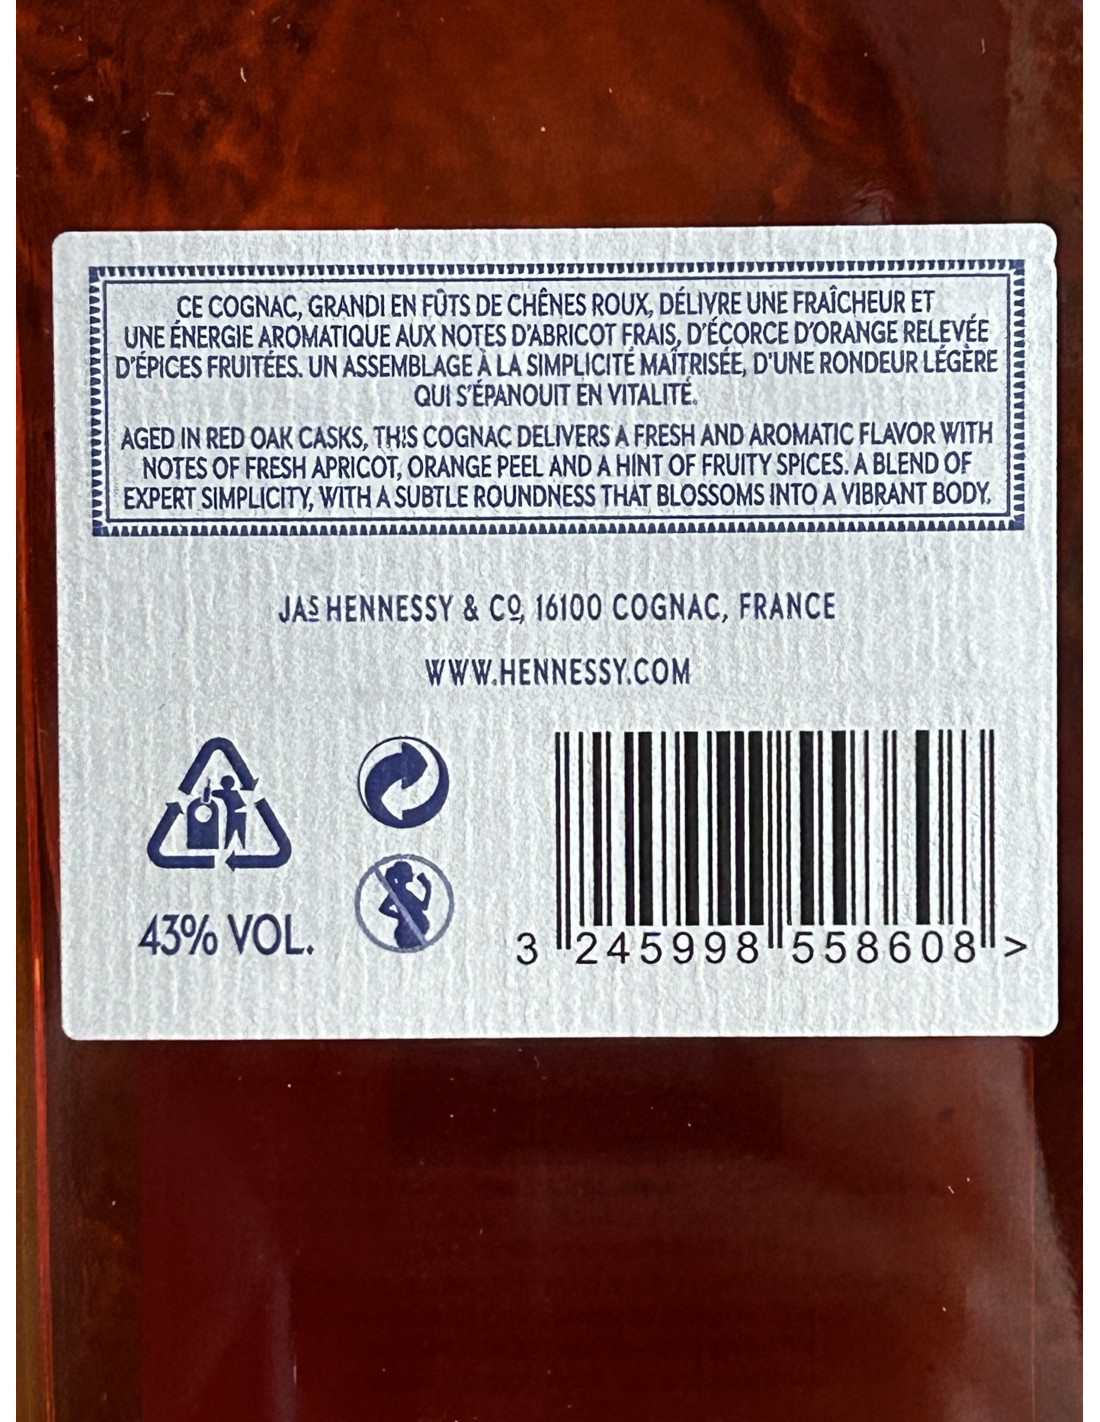 CE COGNAC, GRANDI EN FÛTS DE CHÊNES ROUX, DÉLIVRE UNE FRAÎCHEUR ET
UNE ÉNERGIE AROMATIQUE AUX NOTES D'ABRICOT FRAIS, D'ÉCORCE D'ORANGE RELEVÉE
D'ÉPICES FRUITÉES. UN ASSEMBLAGE À LA SIMPLICITÉ MAÎTRISÉE, D'UNE RONDEUR LÉGÈRE
QUI S'ÉPANOUIT EN VITALITÉ.
AGED IN RED OAK CASKS, THIS COGNAC DELIVERS A FRESH AND AROMATIC FLAVOR WITH
NOTES OF FRESH APRICOT, ORANGE PEEL AND A HINT OF FRUITY SPICES. A BLEND OF
EXPERT SIMPLICITY, WITH A SUBTLE ROUNDNESS THAT BLOSSOMS INTO A VIBRANT BODY.
JAS HENNESSY & CO, 16100 COGNAC, FRANCE
WWW.HENNESSY.COM
43% VOL.
3 245998 558608 >